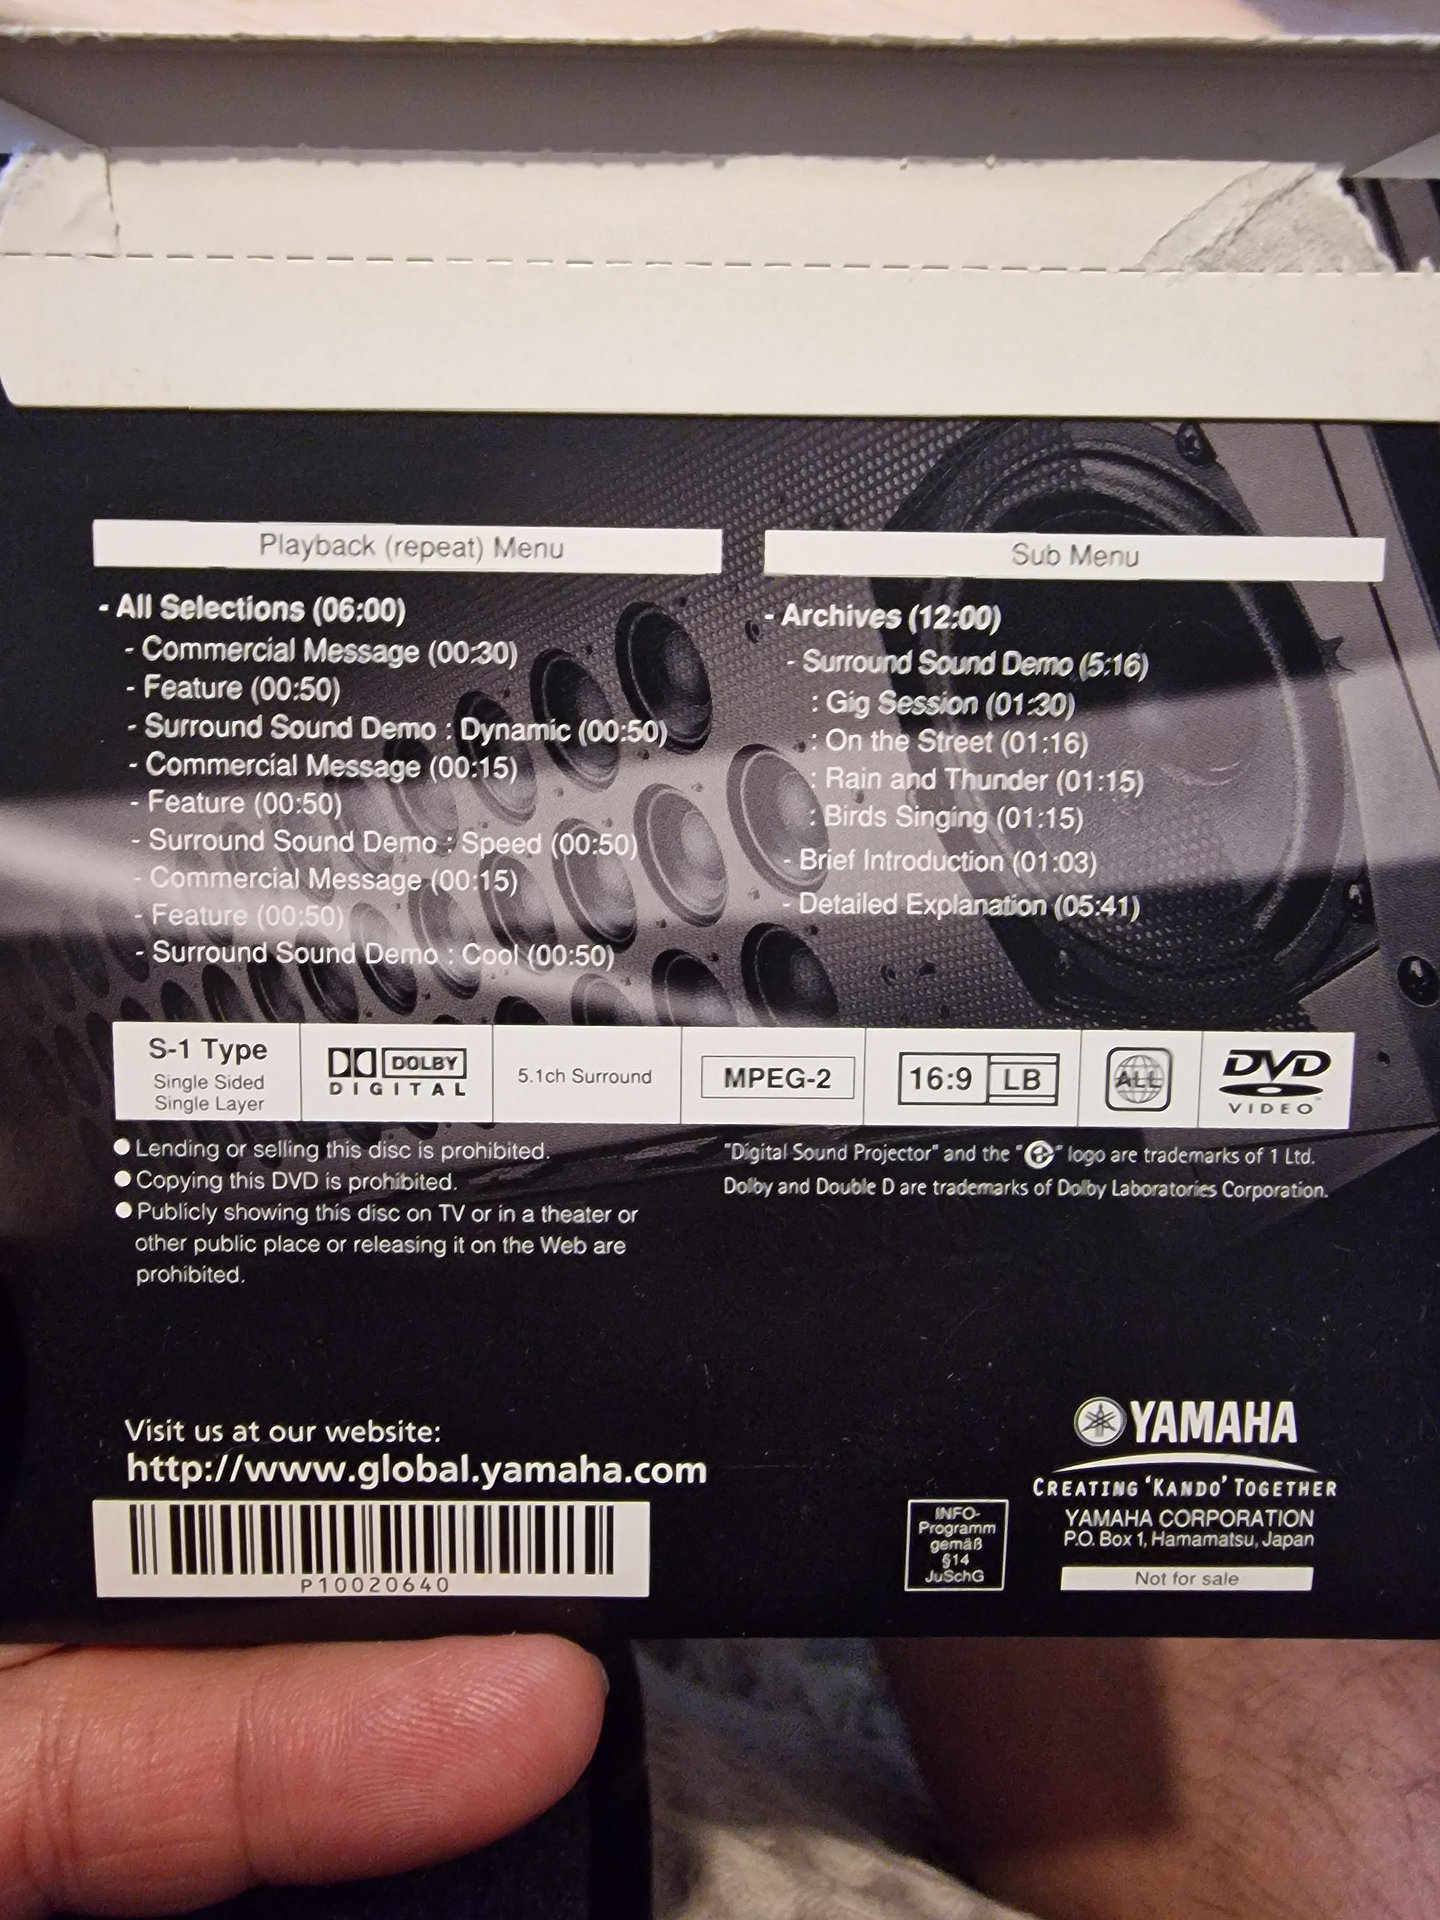 Playback (repeat) Menu
- All Selections (06:00)
- Commercial Message (00:30)
- Feature (00:50)
- Surround Sound Demo : Dynamic (00:50)
- Commercial Message (00:15)
- Feature (00:50)
- Surround Sound Demo : Speed (00:50)
- Commercial Message (00:15)
- Feature (00:50)
- Surround Sound Demo : Cool (00:50)
Sub Menu
- Archives (12:00)
- Surround Sound Demo (5:16)
: Gig Session (01:30)
: On the Street (01:16)
: Rain and Thunder (01:15)
: Birds Singing (01:15)
- Brief Introduction (01:03)
- Detailed Explanation (05:41)
S-1 Type
Single Sided
Single Layer
DOLBY
DIGITAL
5.1ch Surround
MPEG-2
16:9 LB
ALL
DVD
VIDEO™
● Lending or selling this disc is prohibited.
● Copying this DVD is prohibited.
● Publicly showing this disc on TV or in a theater or
other public place or releasing it on the Web are
prohibited.
"Digital Sound Projector" and the "" logo are trademarks of 1 Ltd.
Dolby and Double D are trademarks of Dolby Laboratories Corporation.
Visit us at our website:
http://www.global.yamaha.com
P10020640
INFO-
Programm
gemäß
§14
JuSchG
YAMAHA
CREATING 'KANDO' TOGETHER
YAMAHA CORPORATION
P.O. Box 1, Hamamatsu, Japan
Not for sale